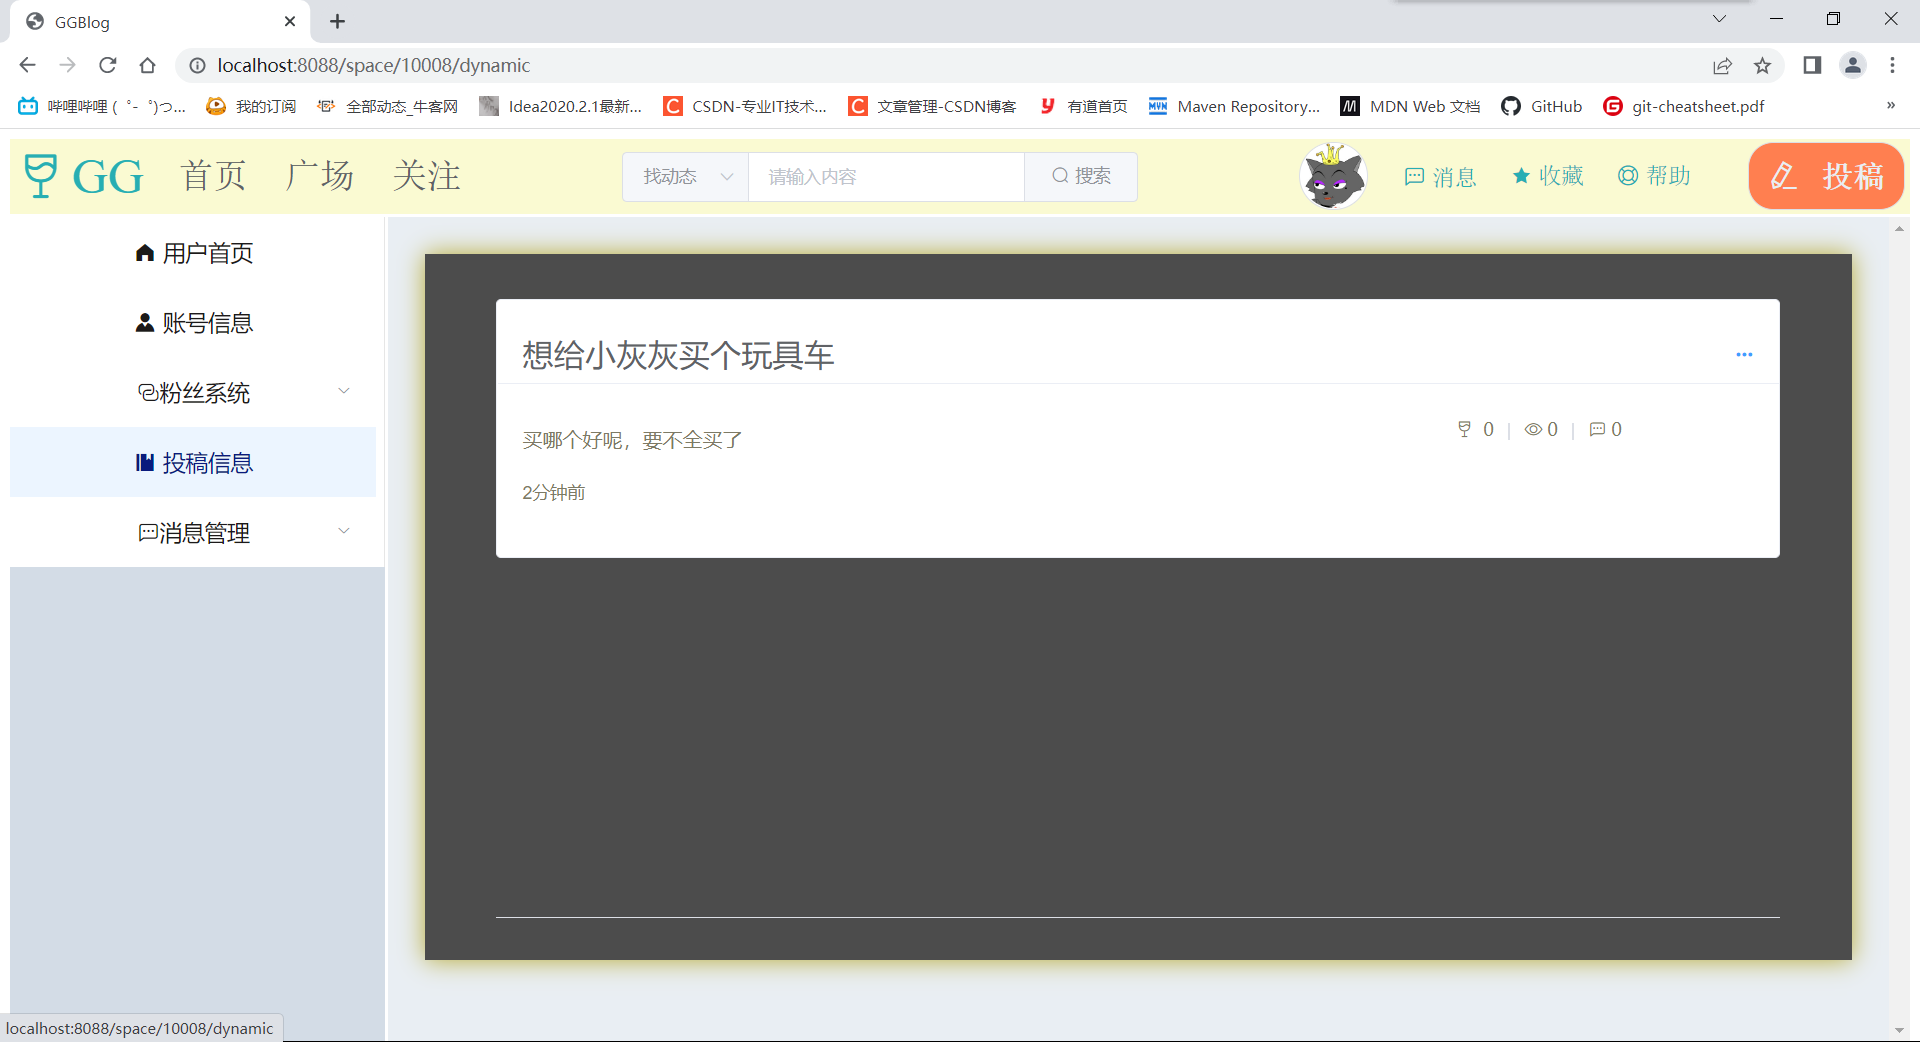 GGBlog
localhost:8088/space/10008/dynamic
哔哩哔哩 (゜-゜)つ...
我的订阅
全部动态_牛客网
Idea2020.2.1最新...
CSDN-专业IT技术...
文章管理-CSDN博客
有道首页
Maven Repository...
MDN Web 文档
GitHub
git-cheatsheet.pdf
»
GG
首页
广场
关注
找动态
请输入内容
搜索
消息
收藏
帮助
投稿
用户首页
账号信息
粉丝系统
投稿信息
消息管理
想给小灰灰买个玩具车
买哪个好呢，要不全买了
0 | 0 | 0
2分钟前
localhost:8088/space/10008/dynamic